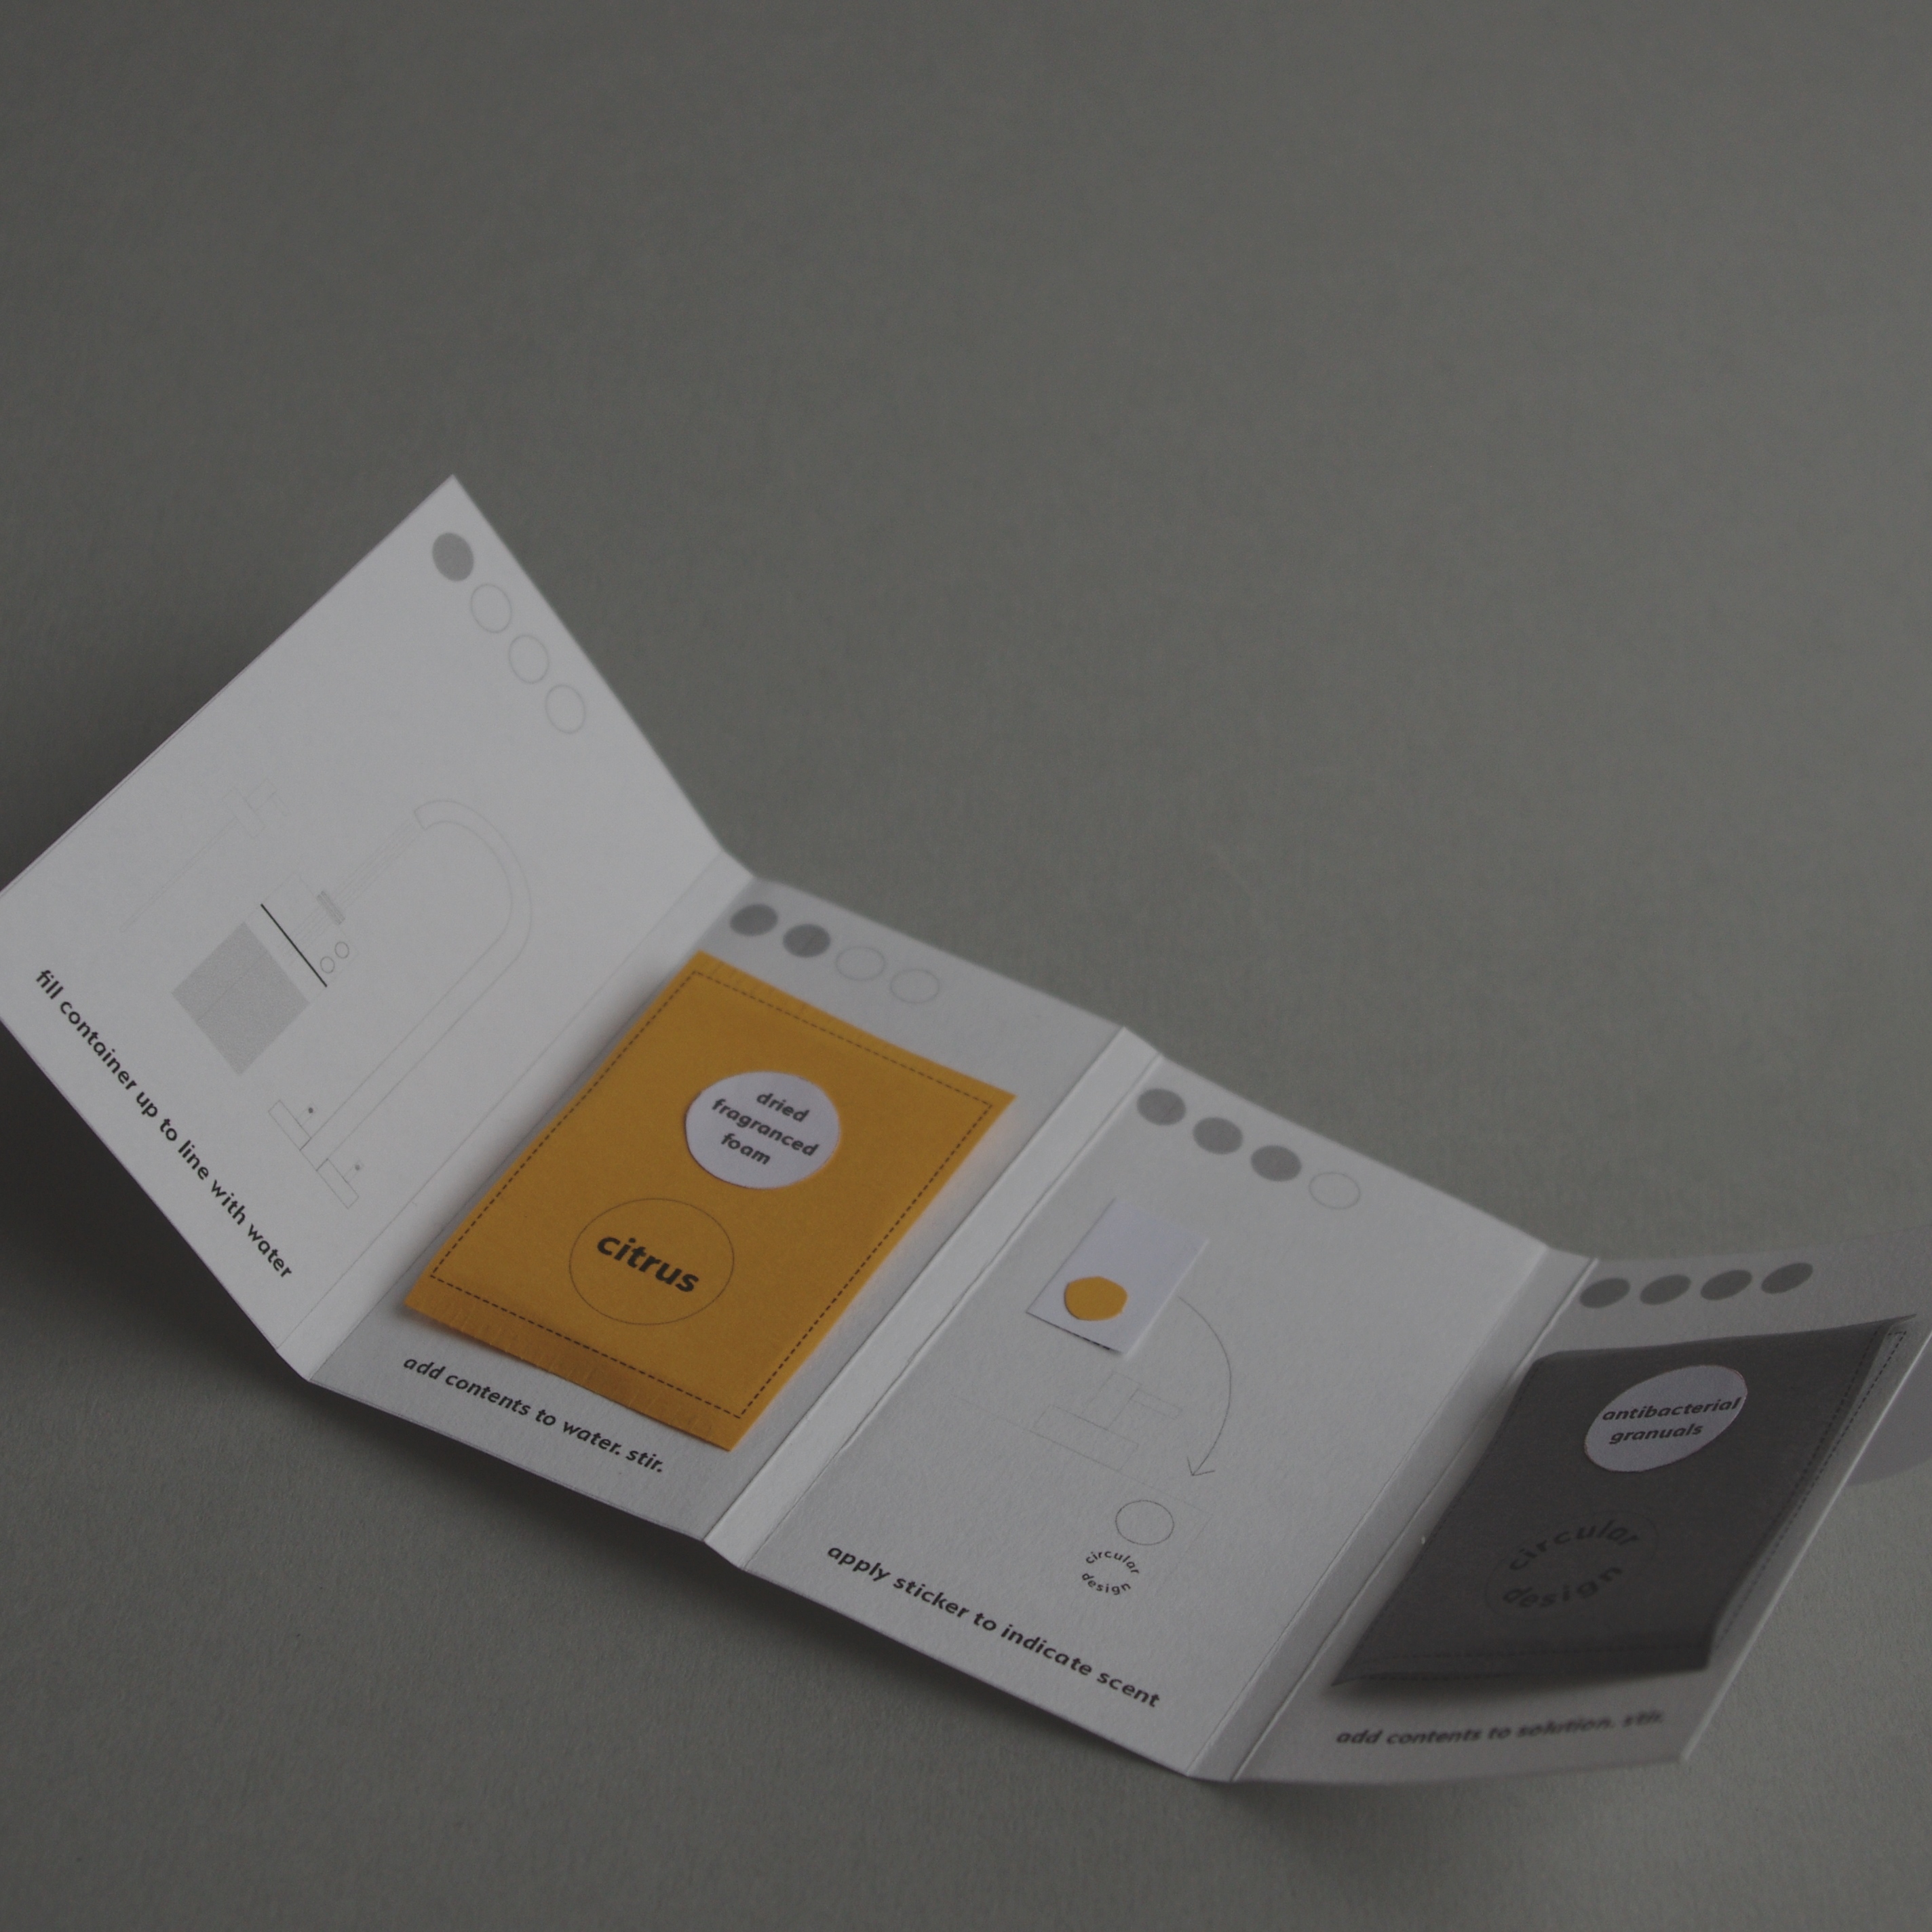 fill container up to line with water
dried
fragranced
foam
citrus
add contents to water. stir.
circular
design
apply sticker to indicate scent
antibacterial
granuals
circular
design
add contents to solution. stir.